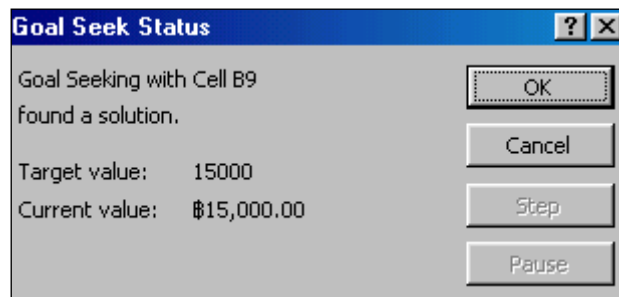 Goal Seek Status
Goal Seeking with Cell B9
found a solution.
Target value: 15000
Current value: ฿15,000.00
OK
Cancel
Step
Pause